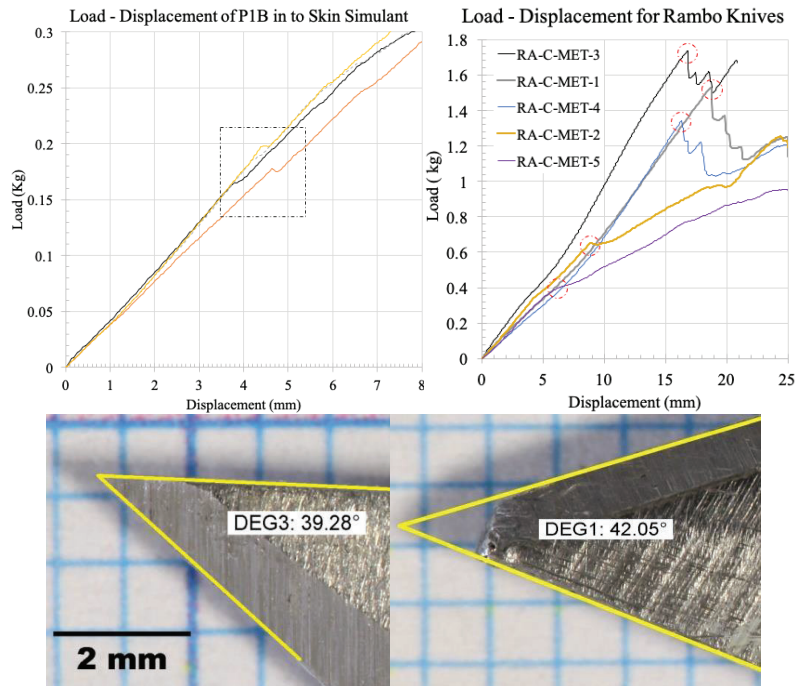 Load - Displacement of P1B in to Skin Simulant
0.3
0.25
0.2
0.15
0.1
0.05
0
Load (Kg)
0 1 2 3 4 5 6 7 8
Displacement (mm)
Load - Displacement for Rambo Knives
1.8
1.6
1.4
1.2
1
0.8
0.6
0.4
0.2
0
Load ( kg)
RA-C-MET-3
RA-C-MET-1
RA-C-MET-4
RA-C-MET-2
RA-C-MET-5
0 5 10 15 20 25
Displacement (mm)
DEG3: 39.28°
2 mm
DEG1: 42.05°